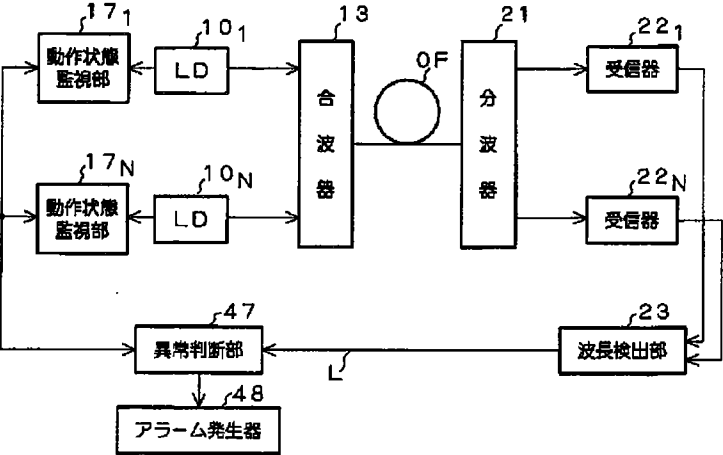 17₁
動作状態
監視部
10₁
LD
13
合波器
OF
21
分波器
22₁
受信器
17N
動作状態
監視部
10N
LD
22N
受信器
47
異常判断部
L
23
波長検出部
48
アラーム発生器